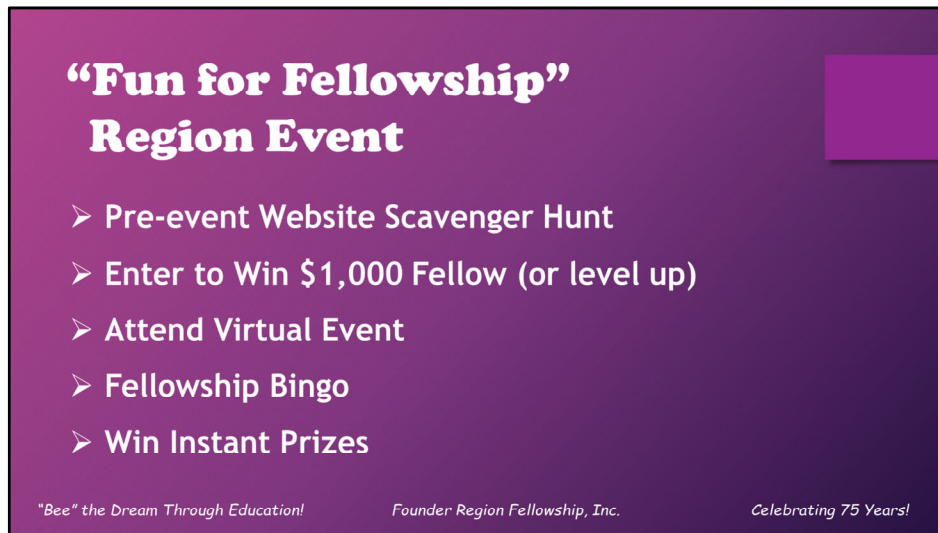 “Fun for Fellowship”
Region Event
➢ Pre-event Website Scavenger Hunt
➢ Enter to Win $1,000 Fellow (or level up)
➢ Attend Virtual Event
➢ Fellowship Bingo
➢ Win Instant Prizes
"Bee" the Dream Through Education! Founder Region Fellowship, Inc. Celebrating 75 Years!